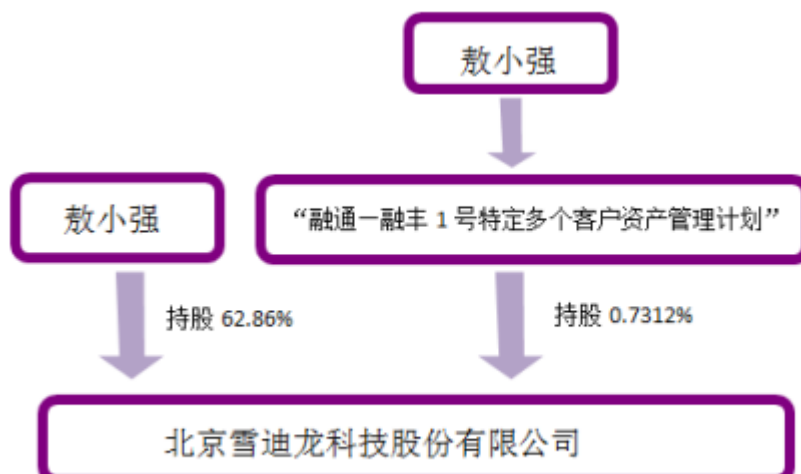 敖小强
敖小强
“融通一融丰 1 号特定多个客户资产管理计划”
持股 62.86%
持股 0.7312%
北京雪迪龙科技股份有限公司